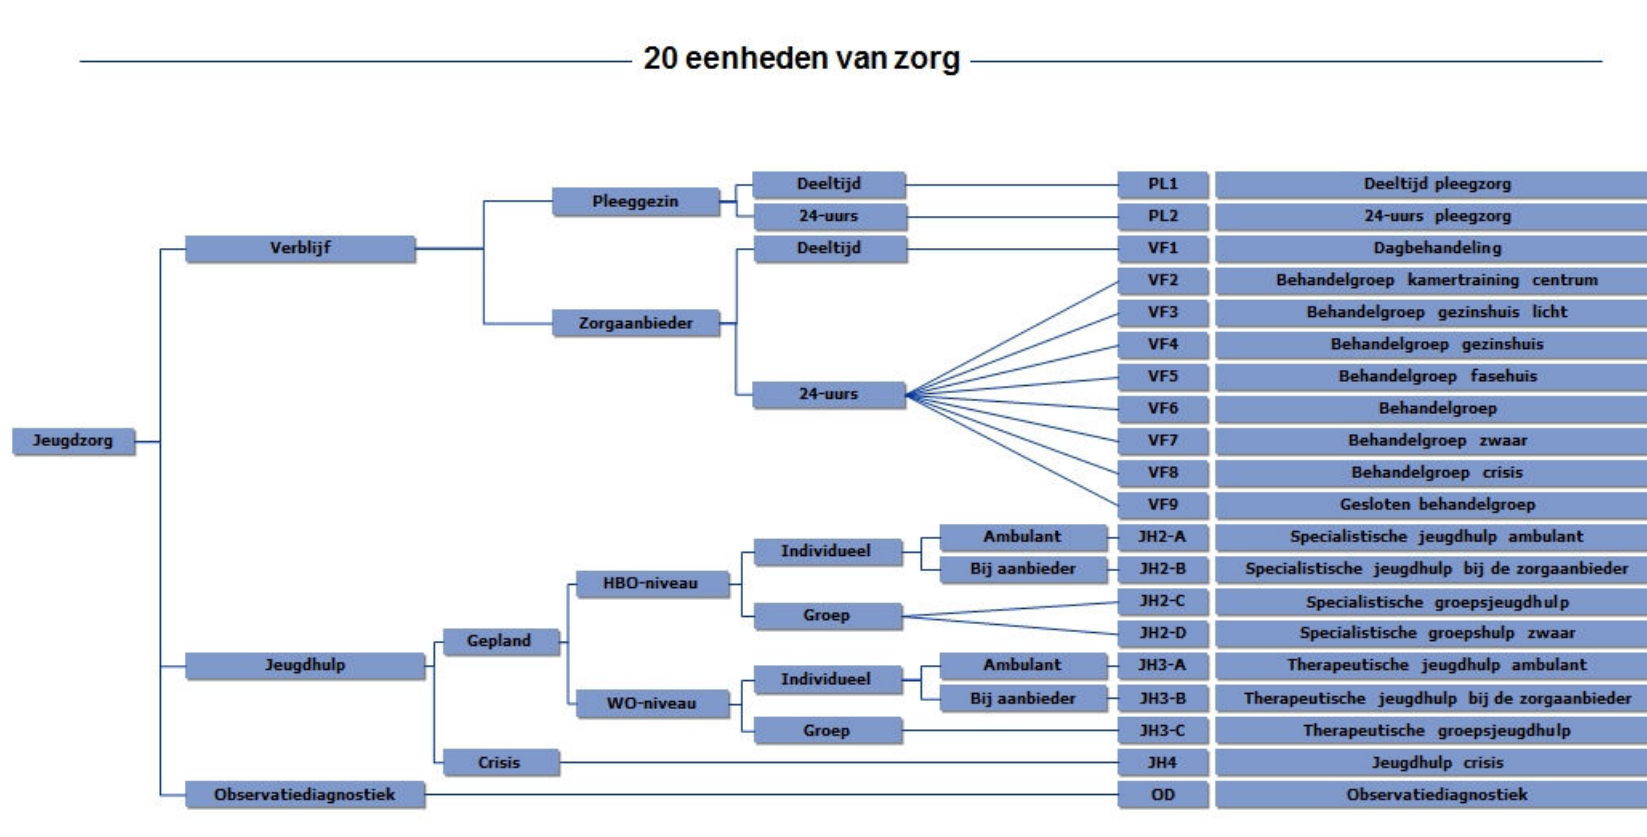 20 eenheden van zorg
Deeltijd PL1 Deeltijd pleegzorg
Pleeggezin
24-uurs PL2 24-uurs pleegzorg
Verblijf Deeltijd VF1 Dagbehandeling
VF2 Behandelgroep kamertraining centrum
VF3 Behandelgroep gezinshuis licht
Zorgaanbieder
VF4 Behandelgroep gezinshuis
VF5 Behandelgroep fasehuis
24-uurs
VF6 Behandelgroep
Jeugdzorg VF7 Behandelgroep zwaar
VF8 Behandelgroep crisis
VF9 Gesloten behandelgroep
Ambulant JH2-A Specialistische jeugdhulp ambulant
Individueel
Bij aanbieder JH2-B Specialistische jeugdhulp bij de zorgaanbieder
HBO-niveau
JH2-C Specialistische groepsjeugdhulp
Groep
JH2-D Specialistische groepshulp zwaar
Gepland
Jeugdhulp Ambulant JH3-A Therapeutische jeugdhulp ambulant
Individueel
Bij aanbieder JH3-B Therapeutische jeugdhulp bij de zorgaanbieder
WO-niveau
Groep JH3-C Therapeutische groepsjeugdhulp
Crisis JH4 Jeugdhulp crisis
Observatiediagnostiek OD Observatiediagnostiek